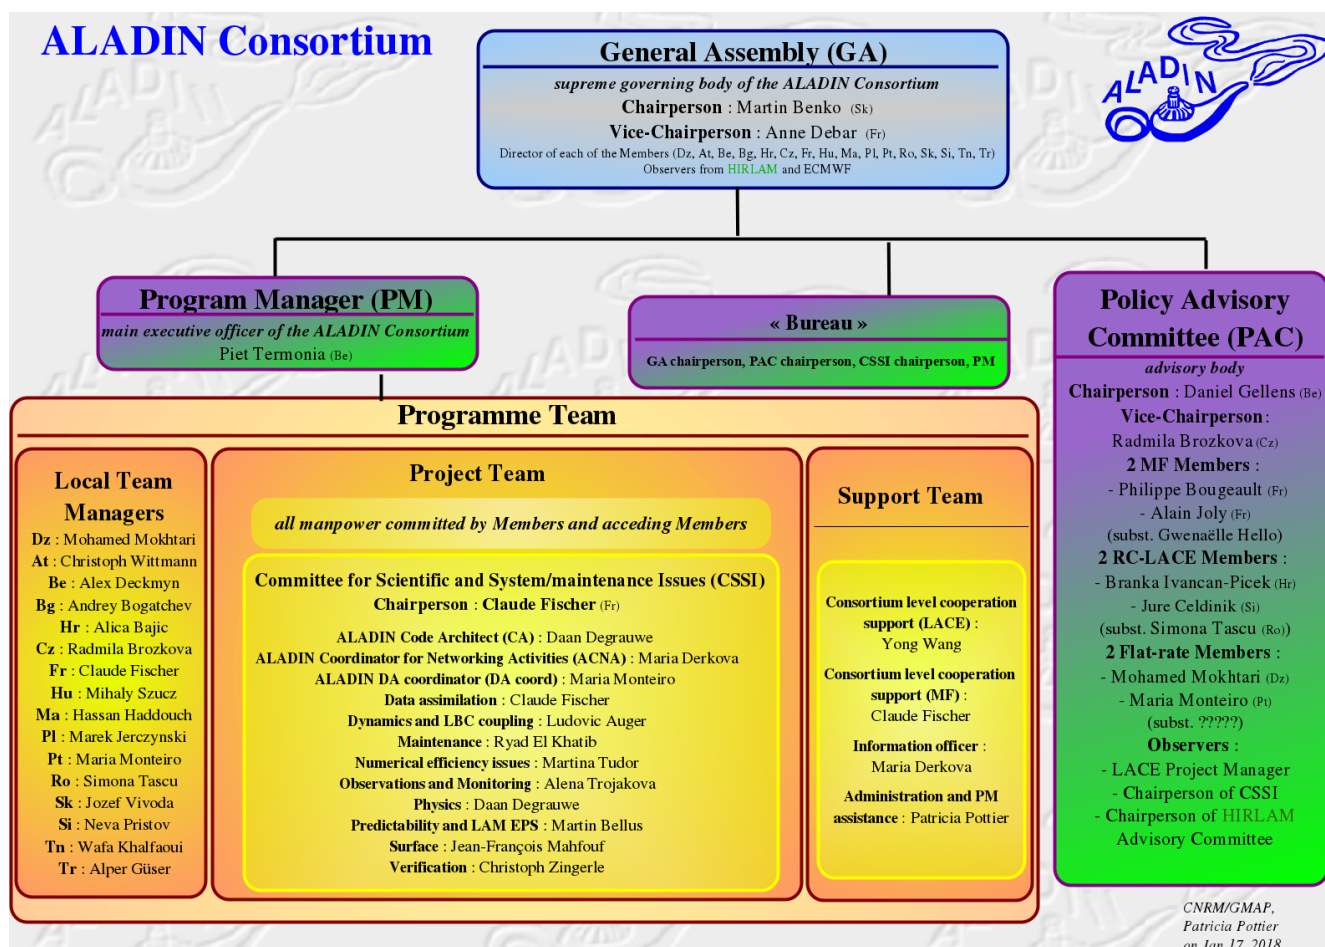 ALADIN Consortium
General Assembly (GA)
supreme governing body of the ALADIN Consortium
Chairperson : Martin Benko (Sk)
Vice-Chairperson : Anne Debar (Fr)
Director of each of the Members (Dz, At, Be, Bg, Hr, Cz, Fr, Hu, Ma, Pl, Pt, Ro, Sk, Si, Tn, Tr)
Observers from HIRLAM and ECMWF
ALADIN
Program Manager (PM)
main executive officer of the ALADIN Consortium
Piet Termonia (Be)
« Bureau »
GA chairperson, PAC chairperson, CSSI chairperson, PM
Policy Advisory
Committee (PAC)
advisory body
Chairperson : Daniel Gellens (Be)
Vice-Chairperson :
Radmila Brozkova (Cz)
2 MF Members :
- Philippe Bougeault (Fr)
- Alain Joly (Fr)
(subst. Gwenaëlle Hello)
2 RC-LACE Members :
- Branka Ivancan-Picek (Hr)
- Jure Celdinik (Si)
(subst. Simona Tascu (Ro))
2 Flat-rate Members :
- Mohamed Mokhtari (Dz)
- Maria Monteiro (Pt)
(subst. ?????)
Observers :
- LACE Project Manager
- Chairperson of CSSI
- Chairperson of HIRLAM
Advisory Committee
Programme Team
Local Team
Managers
Dz : Mohamed Mokhtari
At : Christoph Wittmann
Be : Alex Deckmyn
Bg : Andrey Bogatchev
Hr : Alica Bajic
Cz : Radmila Brozkova
Fr : Claude Fischer
Hu : Mihaly Szucz
Ma : Hassan Haddouch
Pl : Marek Jerczynski
Pt : Maria Monteiro
Ro : Simona Tascu
Sk : Jozef Vivoda
Si : Neva Pristov
Tn : Wafa Khalfaoui
Tr : Alper Güser
Project Team
all manpower committed by Members and acceding Members
Committee for Scientific and System/maintenance Issues (CSSI)
Chairperson : Claude Fischer (Fr)
ALADIN Code Architect (CA) : Daan Degrauwe
ALADIN Coordinator for Networking Activities (ACNA) : Maria Derkova
ALADIN DA coordinator (DA coord) : Maria Monteiro
Data assimilation : Claude Fischer
Dynamics and LBC coupling : Ludovic Auger
Maintenance : Ryad El Khatib
Numerical efficiency issues : Martina Tudor
Observations and Monitoring : Alena Trojakova
Physics : Daan Degrauwe
Predictability and LAM EPS : Martin Bellus
Surface : Jean-François Mahfouf
Verification : Christoph Zingerle
Support Team
Consortium level cooperation
support (LACE) :
Yong Wang
Consortium level cooperation
support (MF) :
Claude Fischer
Information officer :
Maria Derkova
Administration and PM
assistance : Patricia Pottier
CNRM/GMAP,
Patricia Pottier
on Jan 17, 2018